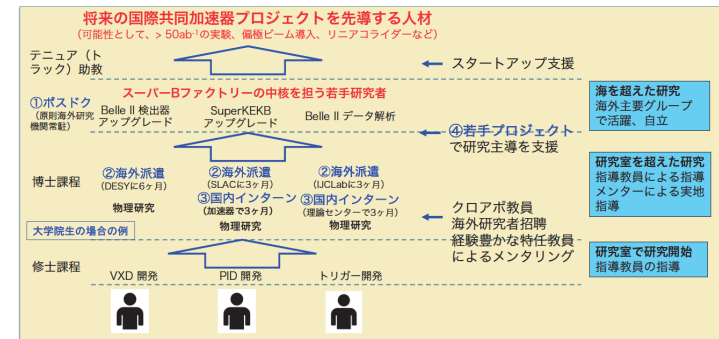 将来の国際共同加速器プロジェクトを先導する人材
(可能性として、> 50ab-1の実験、偏極ビーム導入、リニアコライダーなど)
テニュア(ト
ラック)助教
スタートアップ支援
スーパーBファクトリーの中核を担う若手研究者
①ポスドク
(原則海外研究
機関常駐)
Belle II 検出器
アップグレード
SuperKEKB
アップグレード
Belle II データ解析
④若手プロジェクト
で研究主導を支援
海を超えた研究
海外主要グループ
で活躍、自立
博士課程
②海外派遣
(DESYに6ヶ月)
物理研究
②海外派遣
(SLACに3ヶ月)
③国内インターン
(加速器で3ヶ月)
物理研究
②海外派遣
(IJCLabに3ヶ月)
③国内インターン
(理論センターで3ヶ月)
物理研究
クロアポ教員
海外研究者招聘
経験豊かな特任教員
によるメンタリング
研究室を超えた研究
指導教員による指導
メンターによる実地
指導
大学院生の場合の例
修士課程
VXD 開発
PID 開発
トリガー開発
研究室で研究開始
指導教員の指導